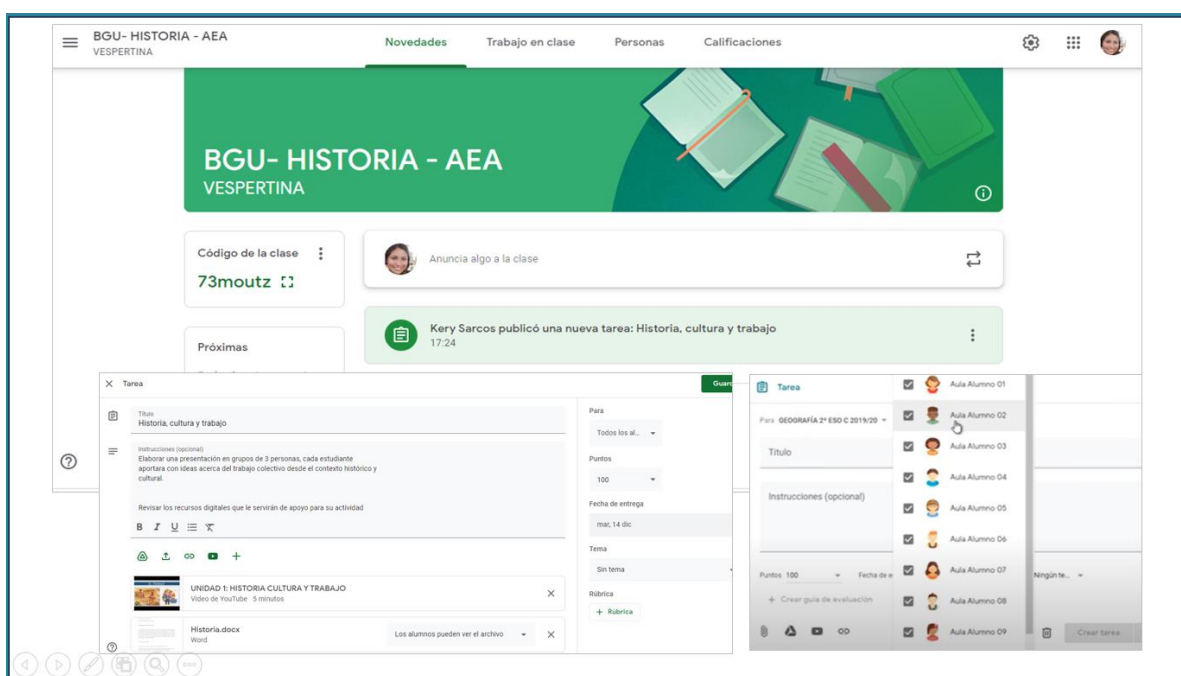 BGU- HISTORIA - AEA
VESPERTINA
Novedades
Trabajo en clase
Personas
Calificaciones
BGU- HISTORIA - AEA
VESPERTINA
Código de la clase
73moutz
Anuncia algo a la clase
Kery Sarcos publicó una nueva tarea: Historia, cultura y trabajo
17:24
Próximas
Tarea
Guar
Título
Historia, cultura y trabajo
Instrucciones (opcional)
Elaborar una presentación en grupos de 3 personas, cada estudiante
aportara con ideas acerca del trabajo colectivo desde el contexto histórico y
cultural.
Revisar los recursos digitales que le servirán de apoyo para su actividad
B I U
UNIDAD 1: HISTORIA CULTURA Y TRABAJO
Video de YouTube 5 minutos
Historia.docx
Word
Los alumnos pueden ver el archivo
Para
Todos los al...
Puntos
100
Fecha de entrega
mar, 14 dic
Tema
Sin tema
Rúbrica
+ Rúbrica
Tarea
Para GEOGRAFÍA 2º ESO C 2019/20
Título
Instrucciones (opcional)
Puntos 100
Fecha de e
Ningún te...
+ Crear guía de evaluación
Crear tarea
Aula Alumno 01
Aula Alumno 02
Aula Alumno 03
Aula Alumno 04
Aula Alumno 05
Aula Alumno 06
Aula Alumno 07
Aula Alumno 08
Aula Alumno 09